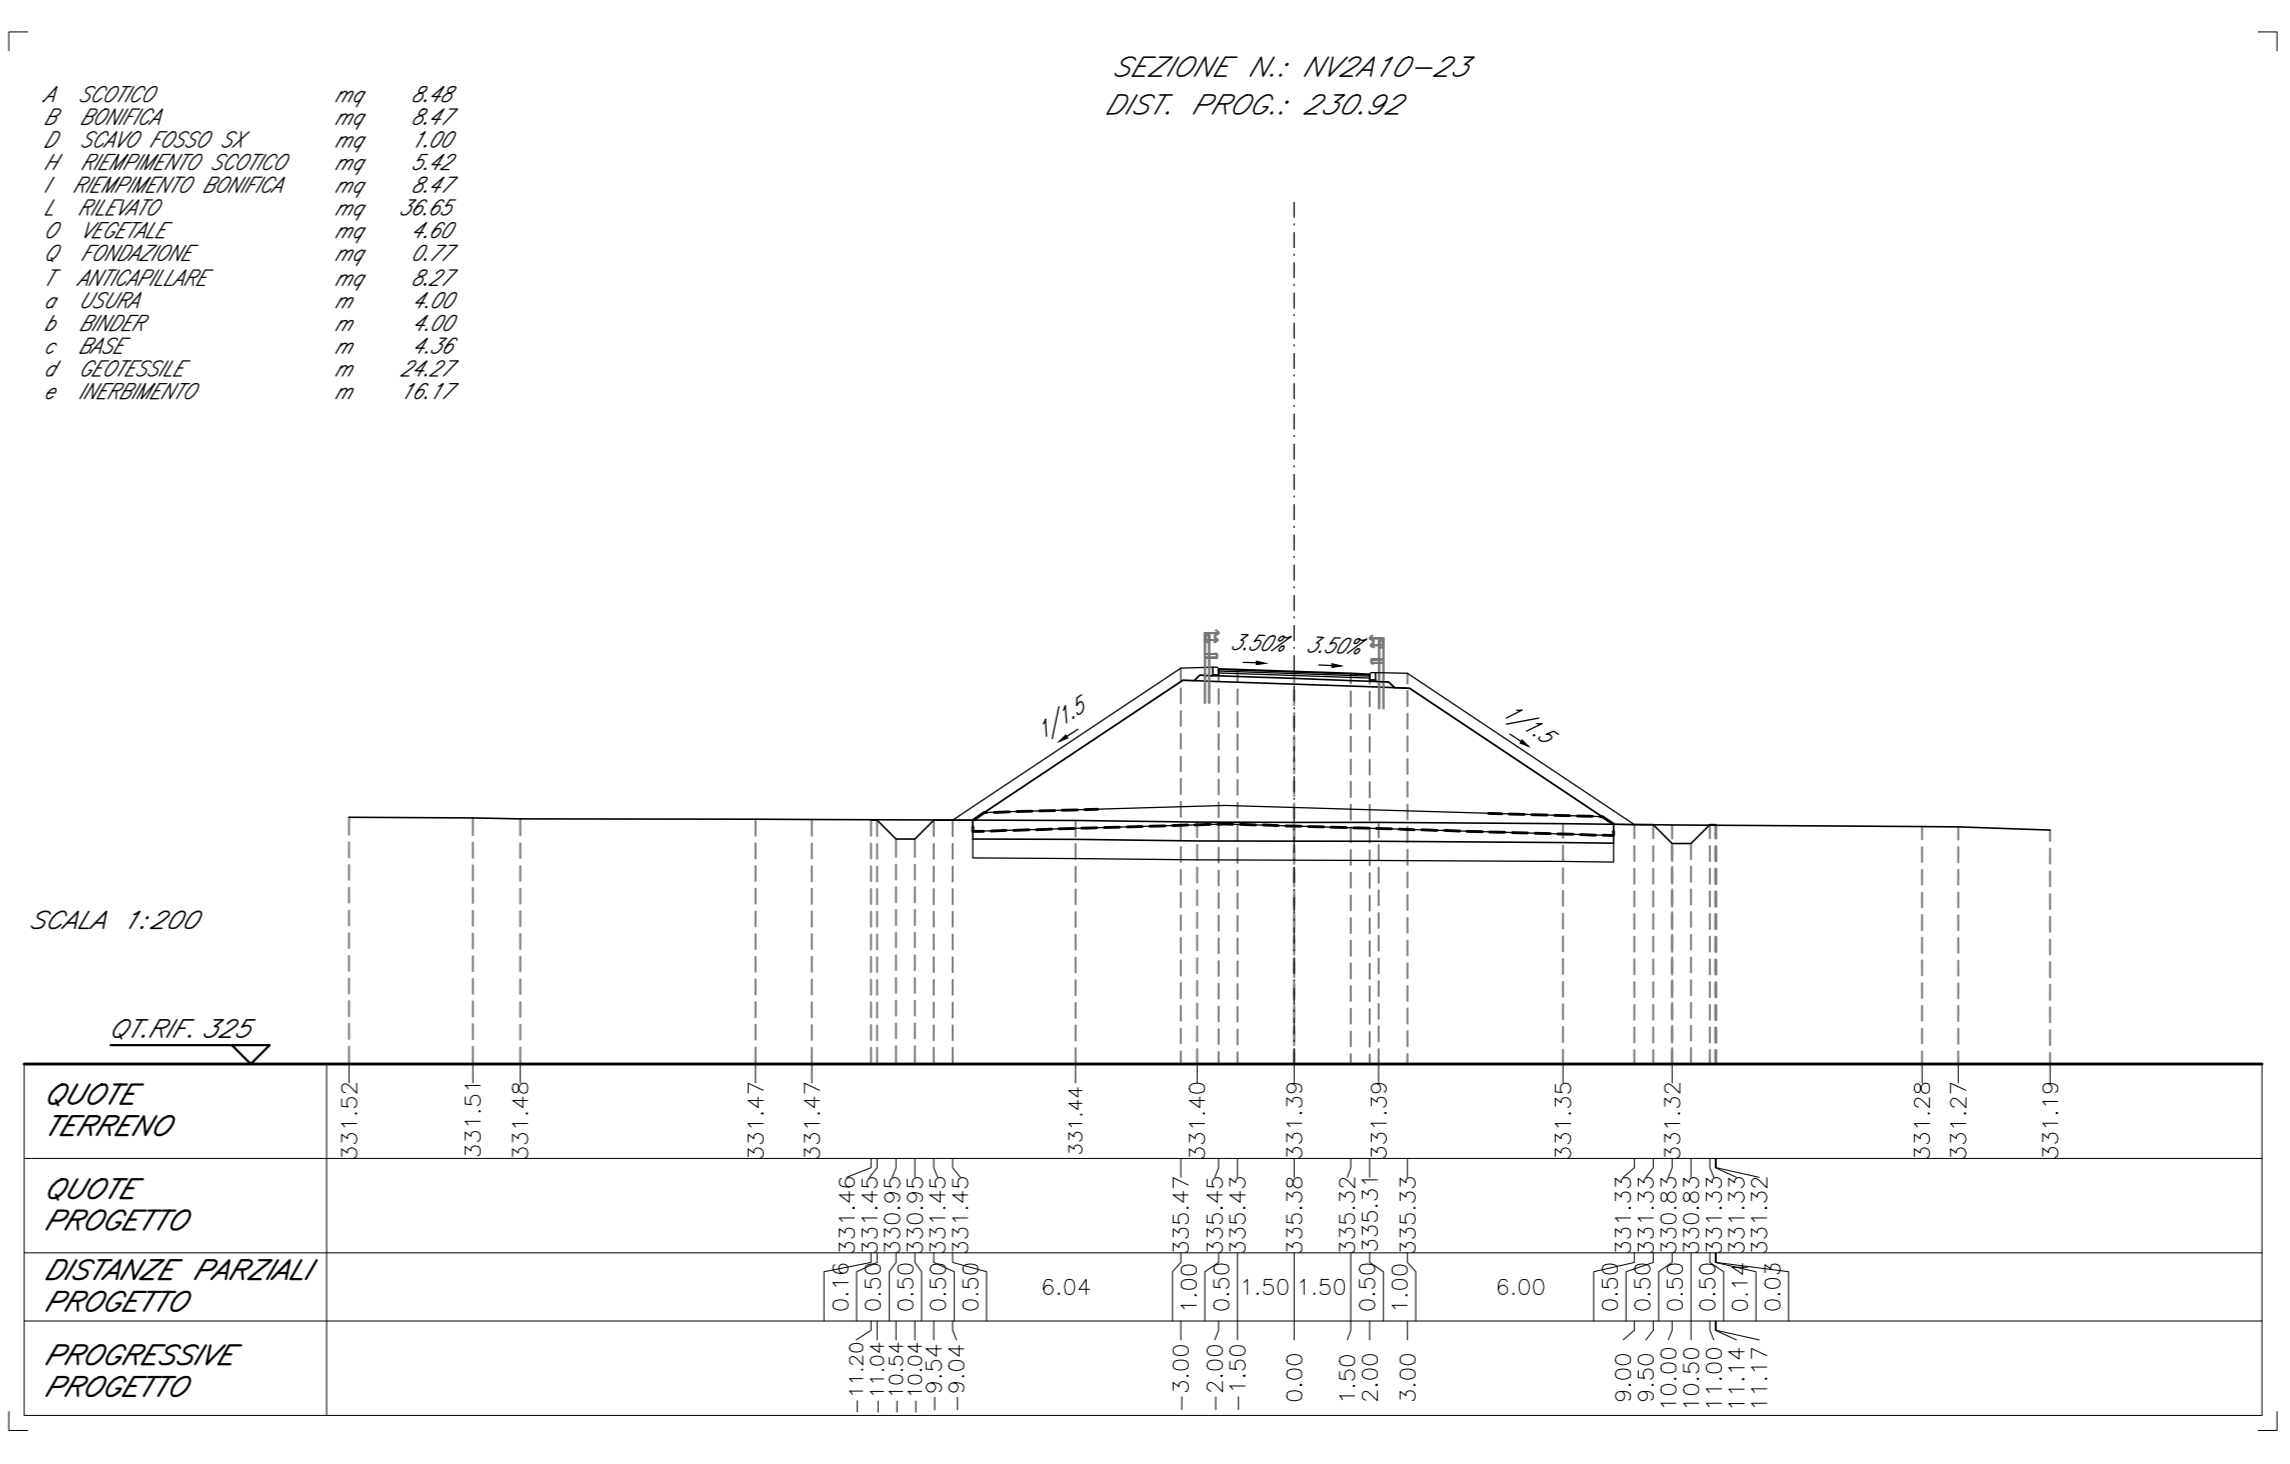 SEZIONE N.: NV2A10-23
DIST. PROG.: 230.92
A SCOTICO mq 8.48
B BONIFICA mq 8.47
D SCAVO FOSSO SX mq 1.00
H RIEMPIMENTO SCOTICO mq 5.42
I RIEMPIMENTO BONIFICA mq 8.47
L RILEVATO mq 36.65
O VEGETALE mq 4.60
Q FONDAZIONE mq 0.77
T ANTICAPILLARE mq 8.27
a USURA m 4.00
b BINDER m 4.00
c BASE m 4.36
d GEOTESSILE m 24.27
e INERBIMENTO m 16.17
3.50% 3.50%
1/1.5 1/1.5
SCALA 1:200
QT.RIF. 325
QUOTE
TERRENO
331.52 331.51 331.48 331.47 331.47 331.44 331.40 331.39 331.39 331.35 331.32 331.28 331.27 331.19
QUOTE
PROGETTO
331.46 331.45 330.95 330.95 331.45 331.45 335.47 335.45 335.43 335.38 335.32 335.31 335.33 331.33 331.33 330.83 330.83 331.33 331.33 331.32
DISTANZE PARZIALI
PROGETTO
0.16 0.50 0.50 0.50 0.50 6.04 1.00 0.50 1.50 1.50 0.50 1.00 6.00 0.50 0.50 0.50 0.50 0.14 0.03
PROGRESSIVE
PROGETTO
-11.20 -11.04 -10.54 -10.04 -9.54 -9.04 -3.00 -2.00 -1.50 0.00 1.50 2.00 3.00 9.00 9.50 10.00 10.50 11.00 11.14 11.17